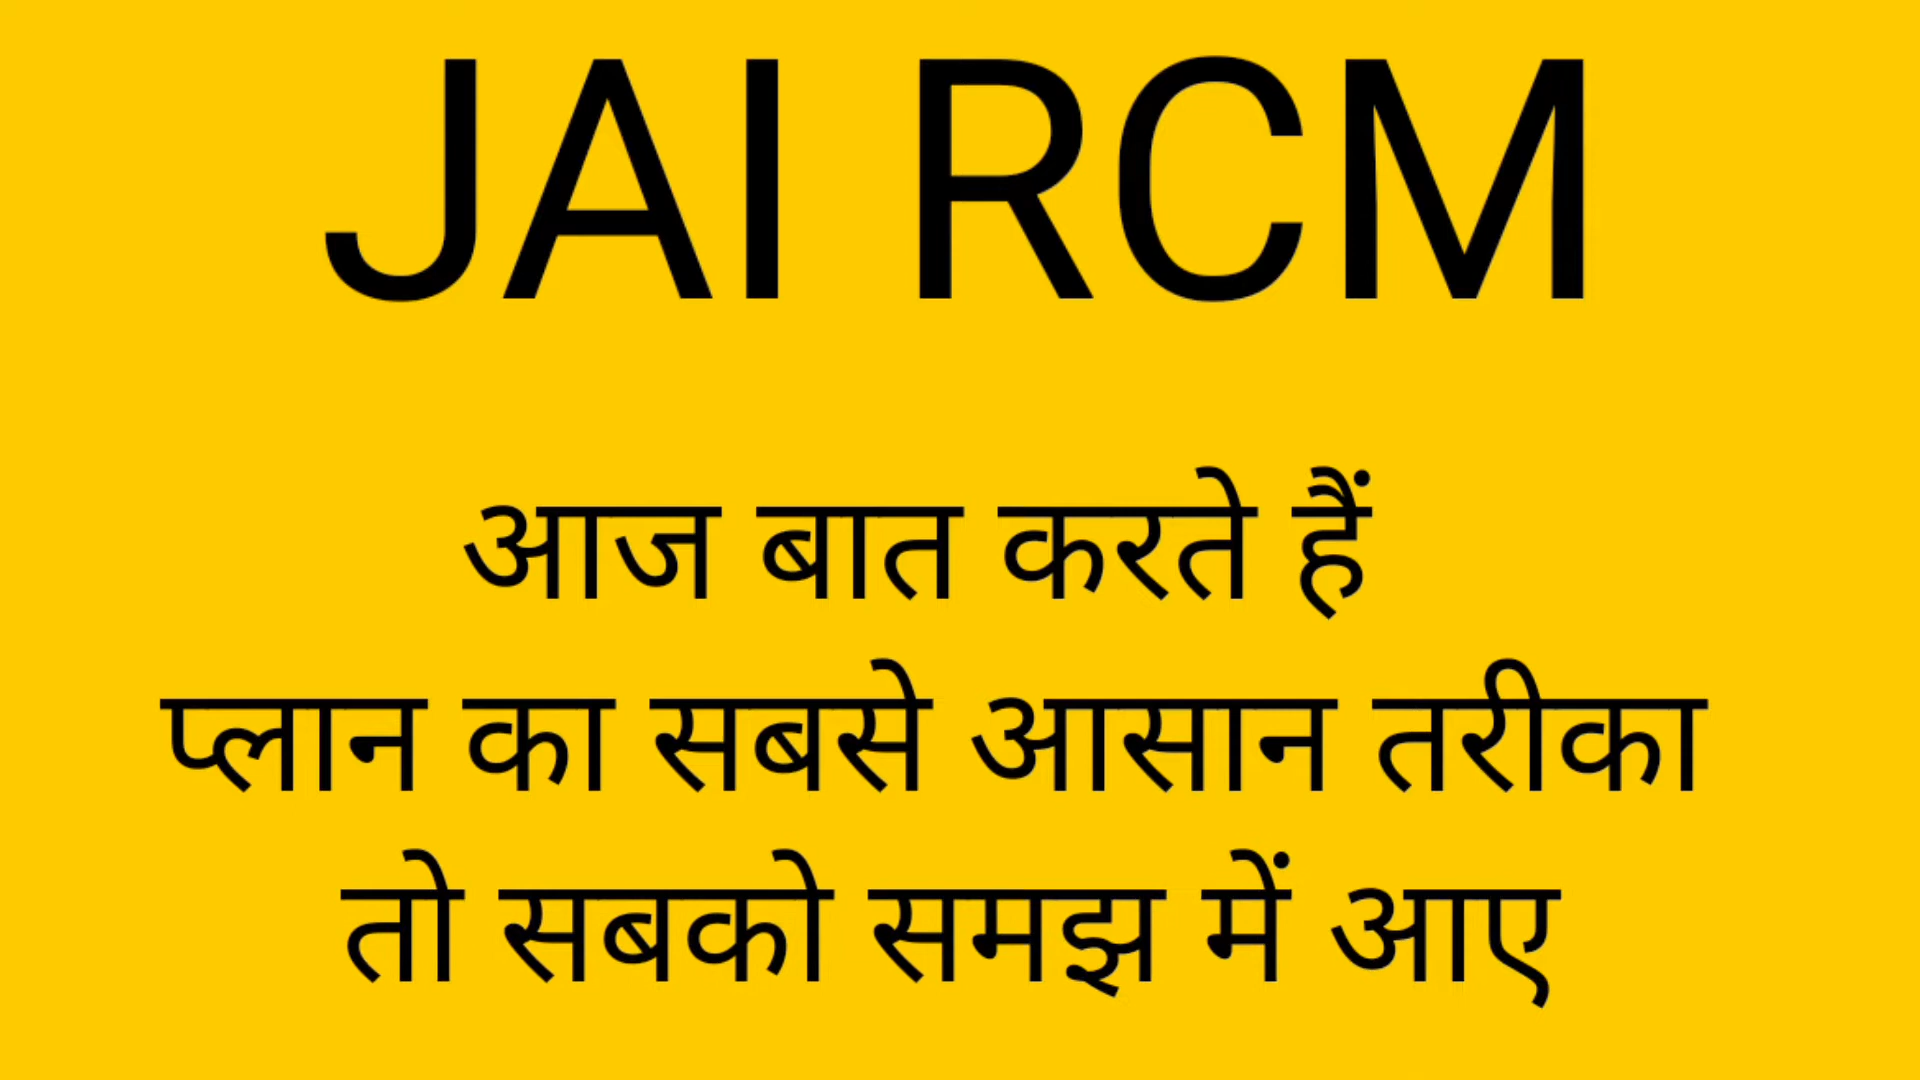 JAI RCM
आज बात करते हैं
प्लान का सबसे आसान तरीका
तो सबको समझ में आए